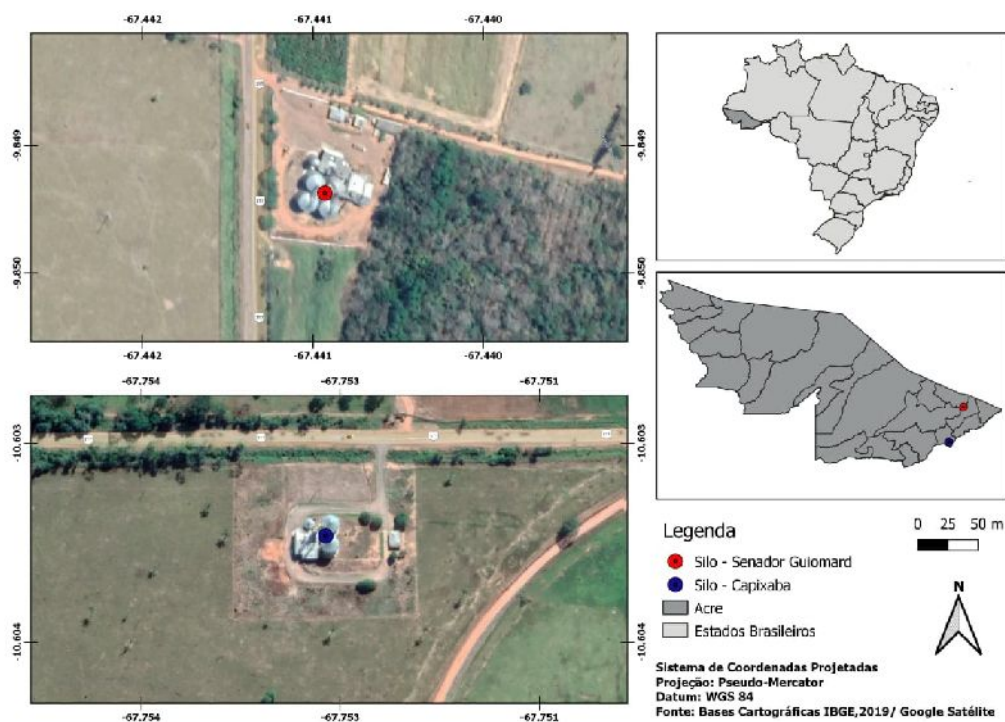 -67.442
-67.441
-67.440
-9.849
-9.849
-9.850
-9.850
-67.442
-67.441
-67.440
-67.754
-67.753
-67.751
-10.603
-10.603
-10.604
-10.604
-67.754
-67.753
-67.751
Legenda
0 25 50 m
Silo - Senador Guiomard
Silo - Capixaba
Acre
Estados Brasileiros
N
Sistema de Coordenadas Projetadas
Projeção: Pseudo-Mercator
Datum: WGS 84
Fonte: Bases Cartográficas IBGE,2019/ Google Satélite